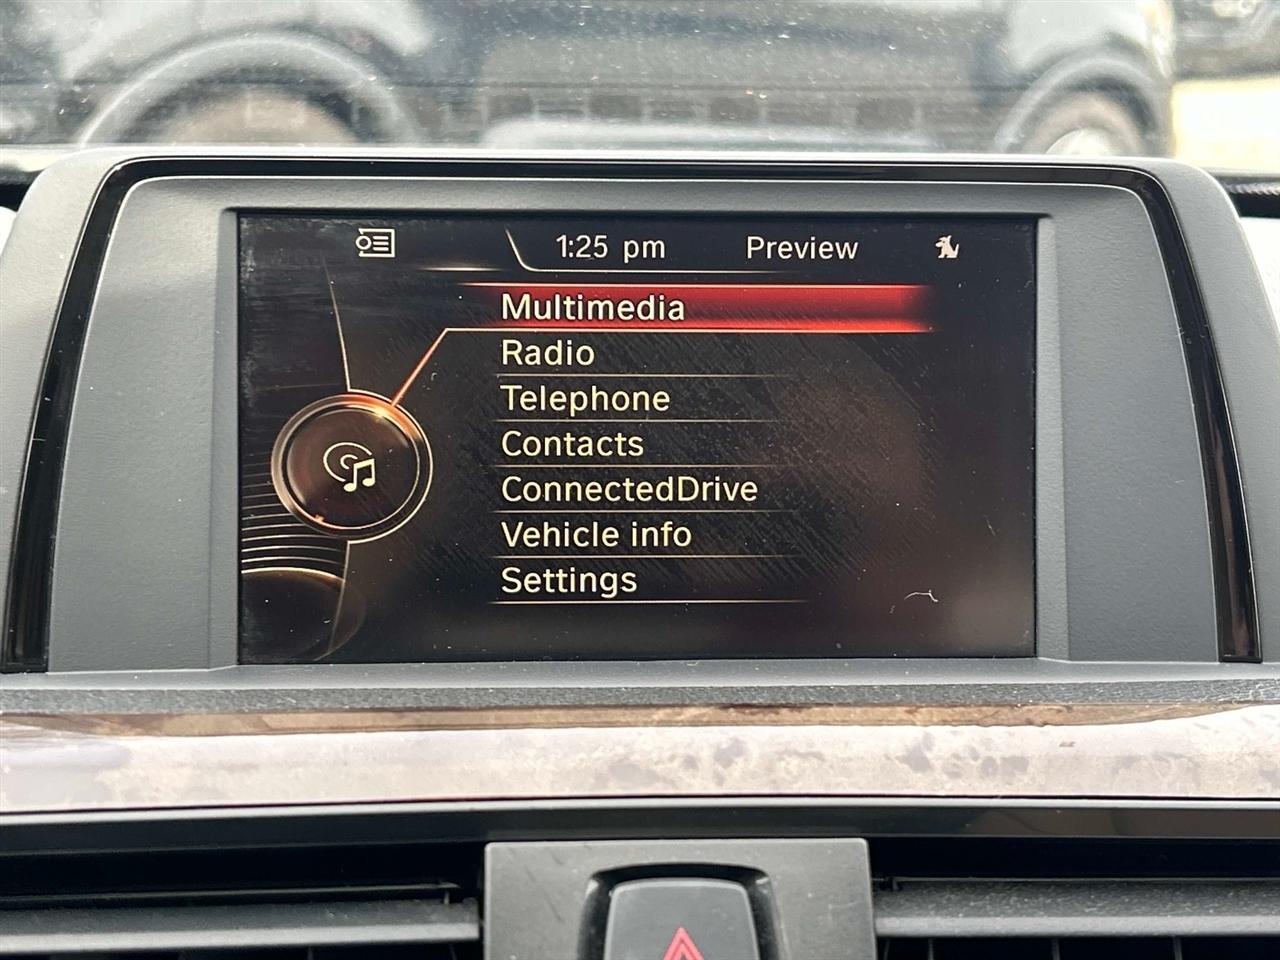 1:25 pm Preview
Multimedia
Radio
Telephone
Contacts
ConnectedDrive
Vehicle info
Settings